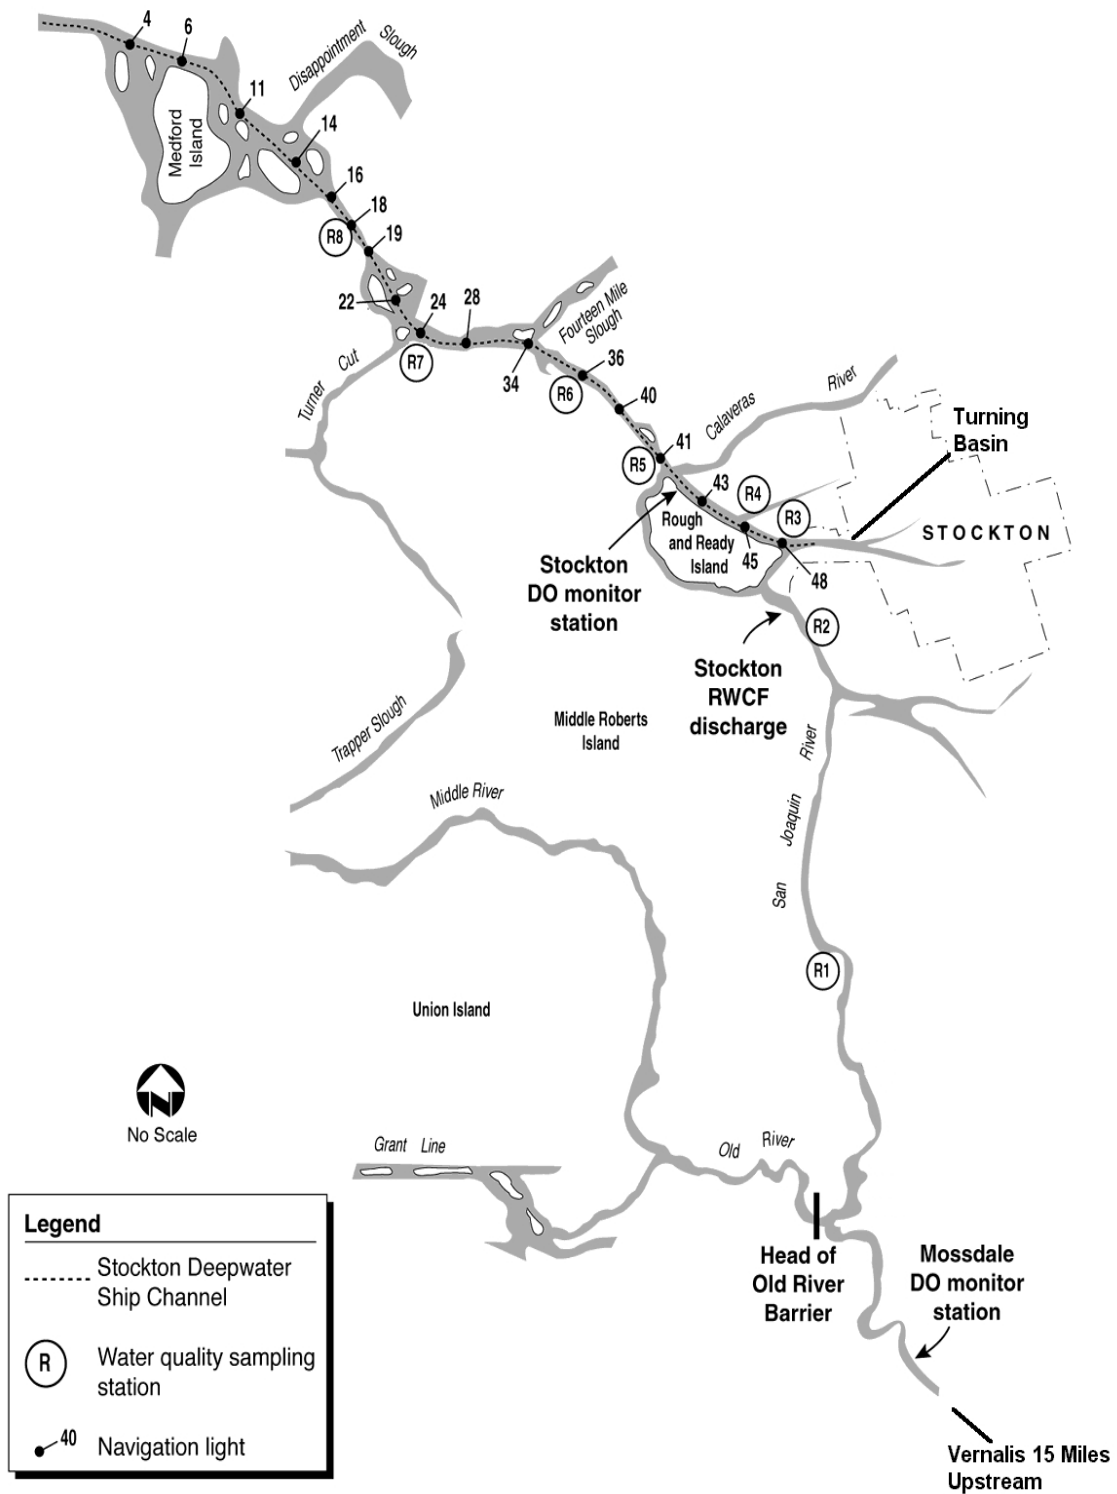 4
6
Disappointment Slough
11
14
Medford
Island
16
18
R8
19
22
24
28
Fourteen Mile
Slough
R7
34
36
R6
Turner Cut
40
Calaveras River
Turning
Basin
41
R5
43
R4
R3
Rough
and Ready
Island
45
48
STOCKTON
Stockton
DO monitor
station
R2
Stockton
RWCF
discharge
Trapper Slough
Middle Roberts
Island
San Joaquin River
Middle River
R1
Union Island
N
No Scale
Grant Line
Old River
Head of
Old River
Barrier
Mossdale
DO monitor
station
Vernalis 15 Miles
Upstream
Legend
Stockton Deepwater
Ship Channel
R
Water quality sampling
station
40
Navigation light